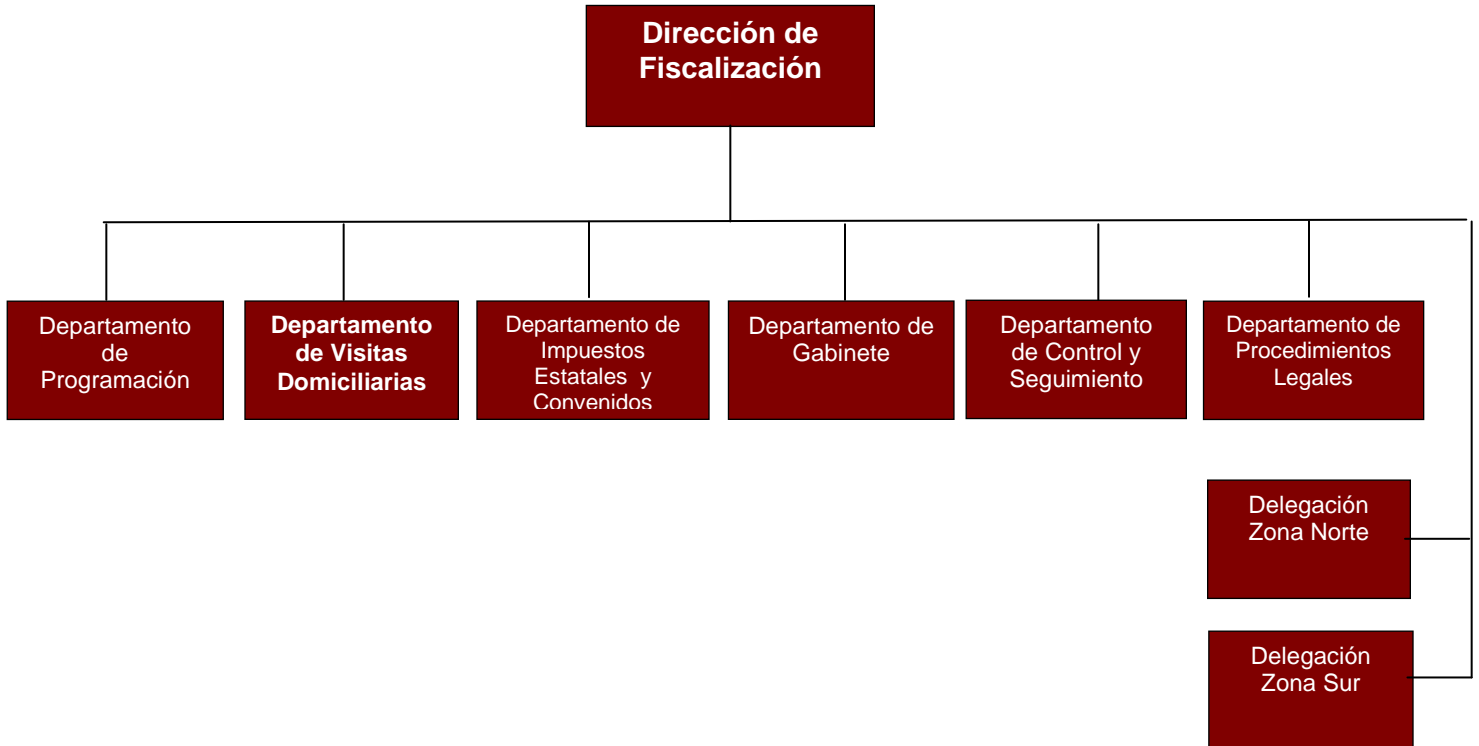 Dirección de
Fiscalización
Departamento
de
Programación
Departamento
de Visitas
Domiciliarias
Departamento de
Impuestos
Estatales y
Convenidos
Departamento de
Gabinete
Departamento
de Control y
Seguimiento
Departamento de
Procedimientos
Legales
Delegación
Zona Norte
Delegación
Zona Sur